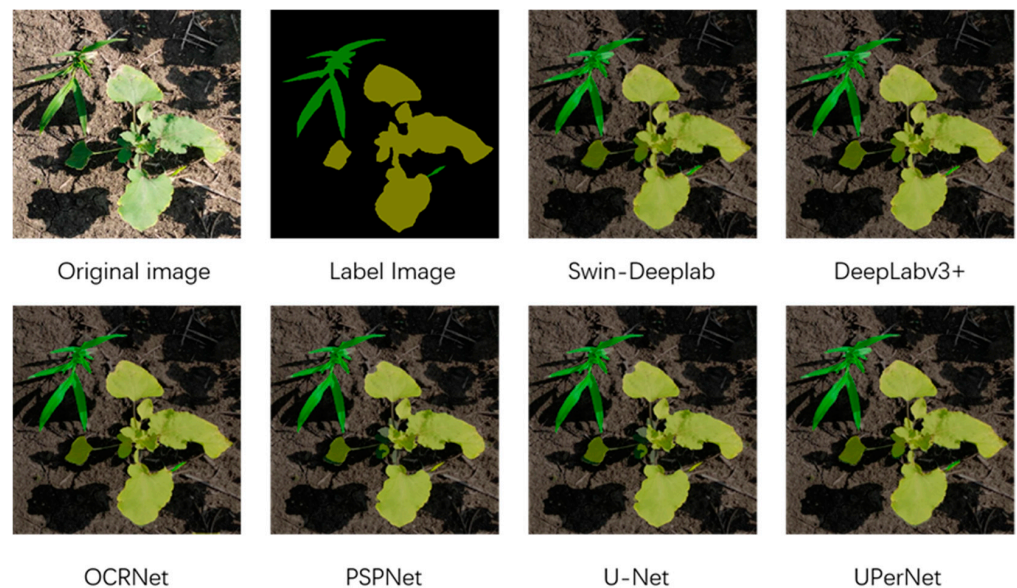 Original image
Label Image
Swin-Deeplab
DeepLabv3+
OCRNet
PSPNet
U-Net
UPerNet